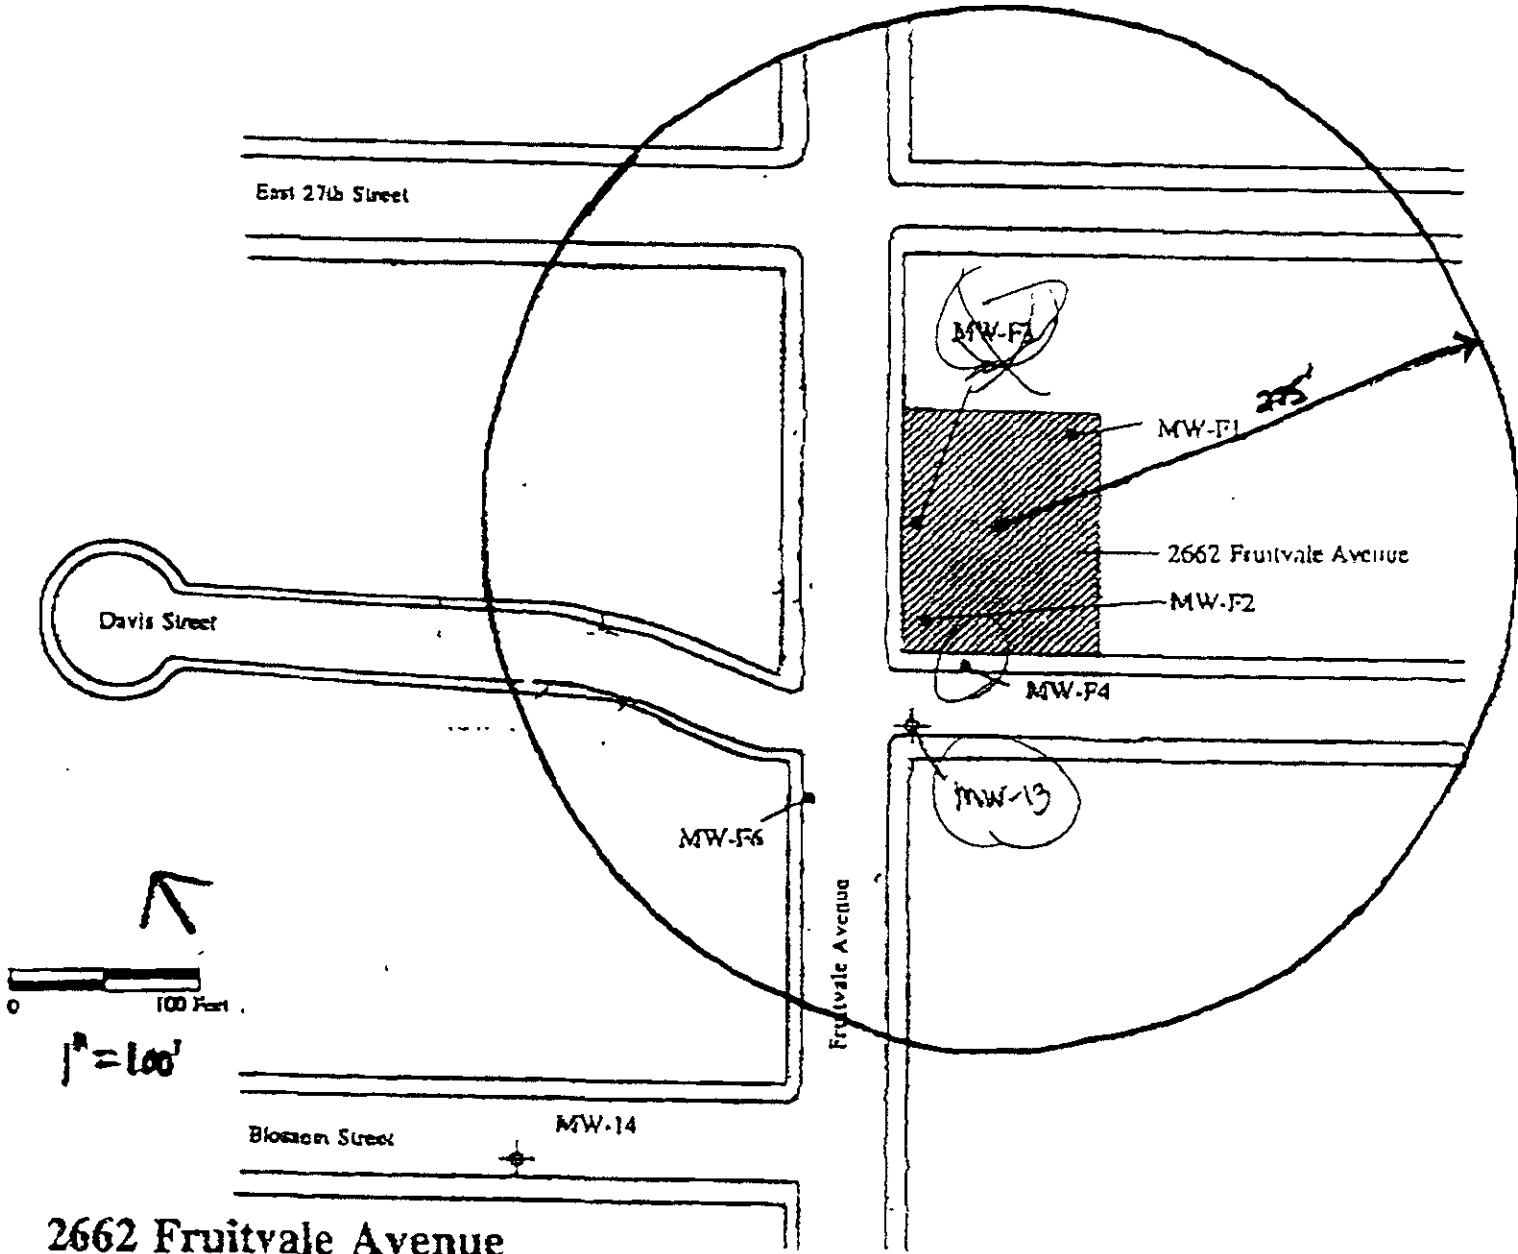 East 27th Street
MW-F3
275'
MW-F1
2662 Fruitvale Avenue
MW-F2
Davis Street
MW-F4
MW-13
MW-F6
Fruitvale Avenue
0 100 Feet
1" = 100'
MW-14
Blossom Street
2662 Fruitvale Avenue